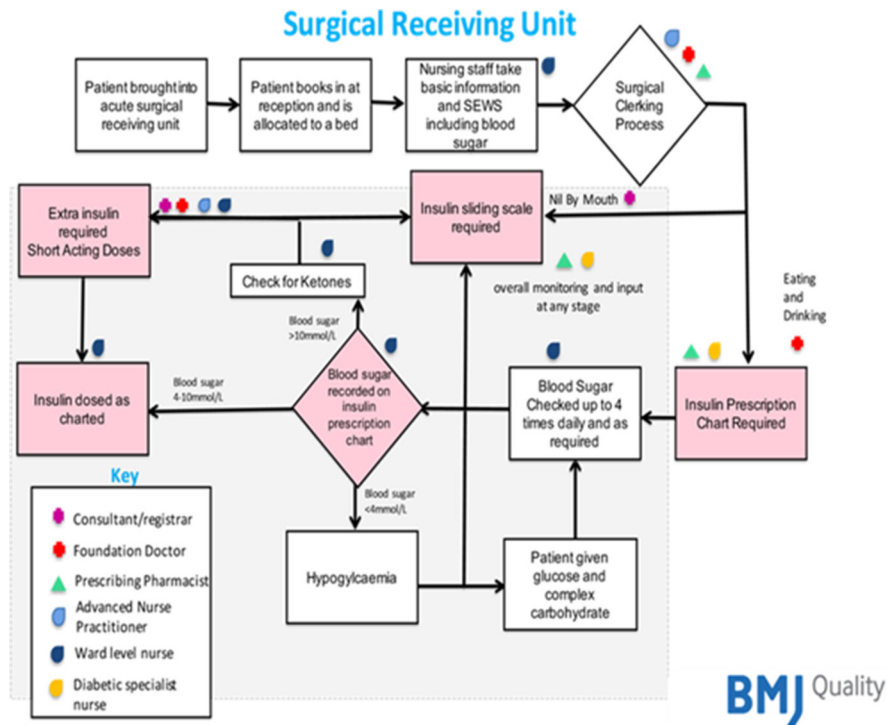 Surgical Receiving Unit
Patient brought into
acute surgical
receiving unit
Patient books in at
reception and is
allocated to a bed
Nursing staff take
basic information
and SEWS
including blood
sugar
Surgical
Clerking
Process
Extra insulin
required
Short Acting Doses
Insulin sliding scale
required
Nil By Mouth
Check for Ketones
overall monitoring and input
at any stage
Eating
and
Drinking
Blood sugar
>10mmol/L
Insulin dosed as
charted
Blood sugar
4-10mmol/L
Blood sugar
recorded on
insulin
prescription
chart
Blood Sugar
Checked up to 4
times daily and as
required
Insulin Prescription
Chart Required
Blood sugar
<4mmol/L
Hypogylcaemia
Patient given
glucose and
complex
carbohydrate
Key
Consultant/registrar
Foundation Doctor
Prescribing Pharmacist
Advanced Nurse
Practitioner
Ward level nurse
Diabetic specialist
nurse
BMJ Quality